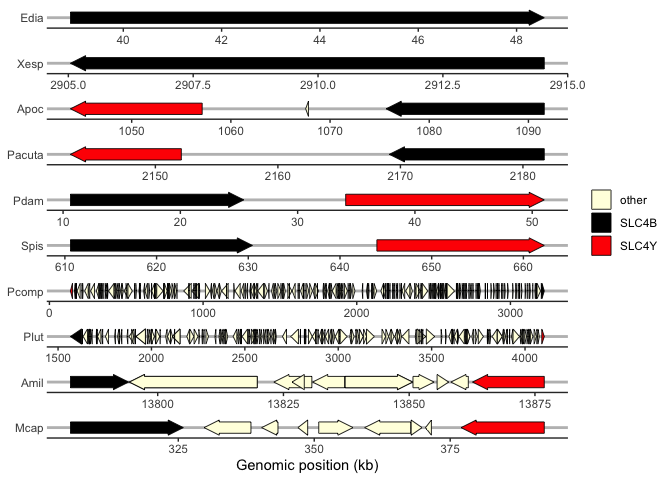 Edia
40 42 44 46 48
Xesp
2905.0 2907.5 2910.0 2912.5 2915.0
Apoc
1050 1060 1070 1080 1090
Pacuta
2150 2160 2170 2180
Pdam
10 20 30 40 50
Spis
610 620 630 640 650 660
Pcomp
0 1000 2000 3000
Plut
1500 2000 2500 3000 3500 4000
Amil
13800 13825 13850 13875
Mcap
325 350 375
Genomic position (kb)
other
SLC4B
SLC4Y